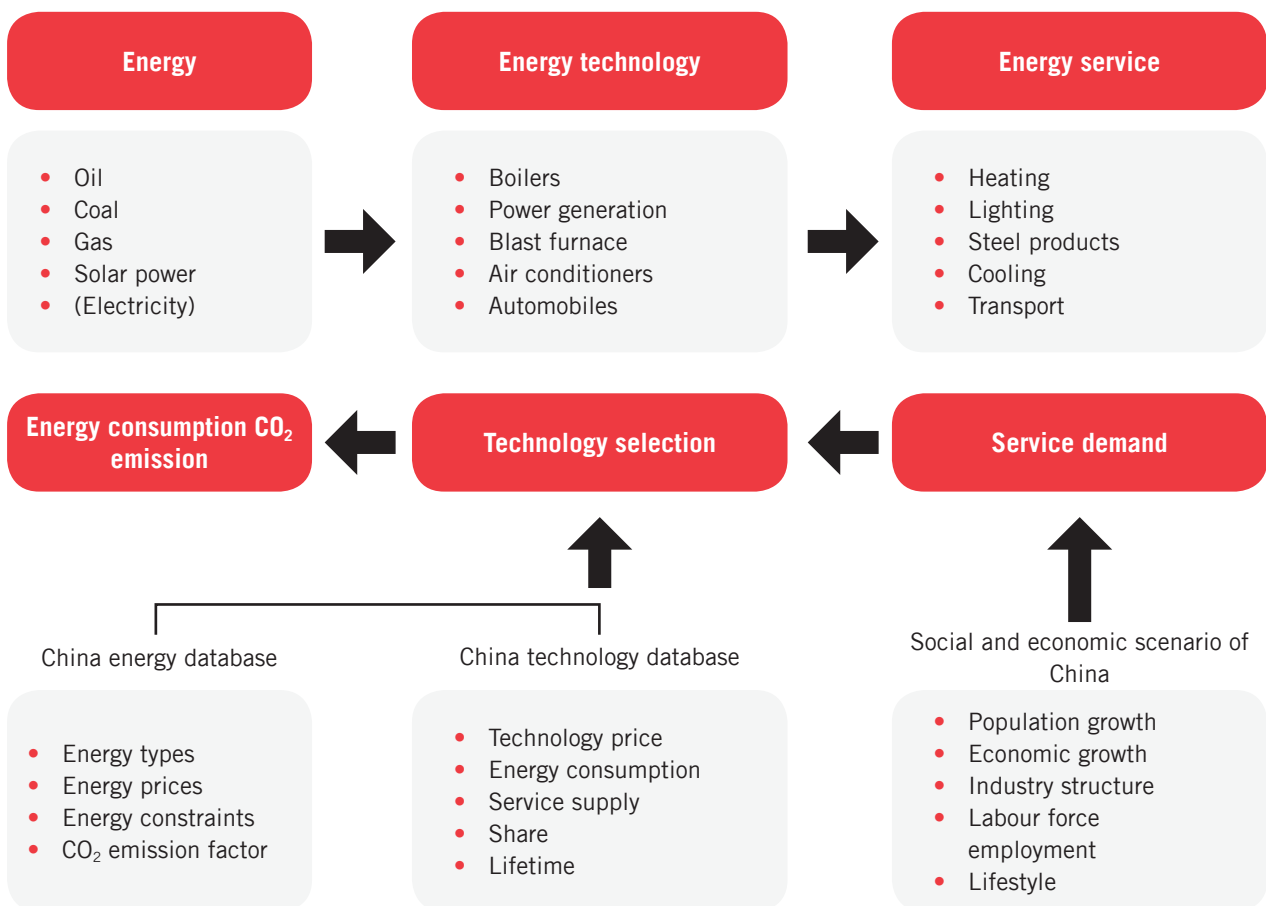 Energy
Energy technology
Energy service
• Oil
• Coal
• Gas
• Solar power
• (Electricity)
• Boilers
• Power generation
• Blast furnace
• Air conditioners
• Automobiles
• Heating
• Lighting
• Steel products
• Cooling
• Transport
Energy consumption CO₂
emission
Technology selection
Service demand
China energy database
China technology database
Social and economic scenario of
China
• Energy types
• Energy prices
• Energy constraints
• CO₂ emission factor
• Technology price
• Energy consumption
• Service supply
• Share
• Lifetime
• Population growth
• Economic growth
• Industry structure
• Labour force
employment
• Lifestyle